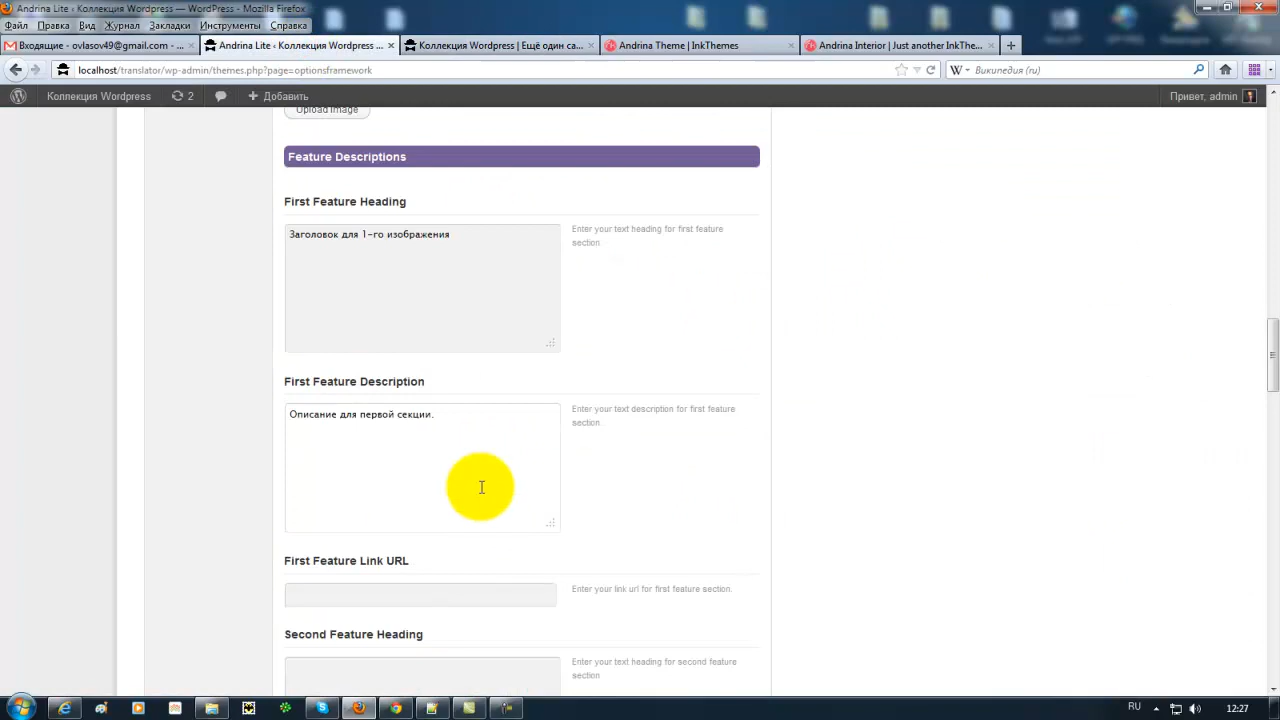 Andrina Lite ‹ Коллекция Wordpress — WordPress - Mozilla Firefox
Файл Правка Вид Журнал Закладки Инструменты Справка
Входящие - ovlasov49@gmail.com - ...
Andrina Lite ‹ Коллекция Wordpress ...
Коллекция Wordpress | Ещё один са...
Andrina Theme | InkThemes
Andrina Interior | Just another InkThe...
localhost/translator/wp-admin/themes.php?page=optionsframework
Википедия (ru)
Коллекция Wordpress 2 Добавить
Привет, admin
Upload Image
Feature Descriptions
First Feature Heading
Заголовок для 1-го изображения
Enter your text heading for first feature
section.
First Feature Description
Описание для первой секции.
Enter your text description for first feature
section.
First Feature Link URL
Enter your link url for first feature section.
Second Feature Heading
Enter your text heading for second feature
section
RU
12:27